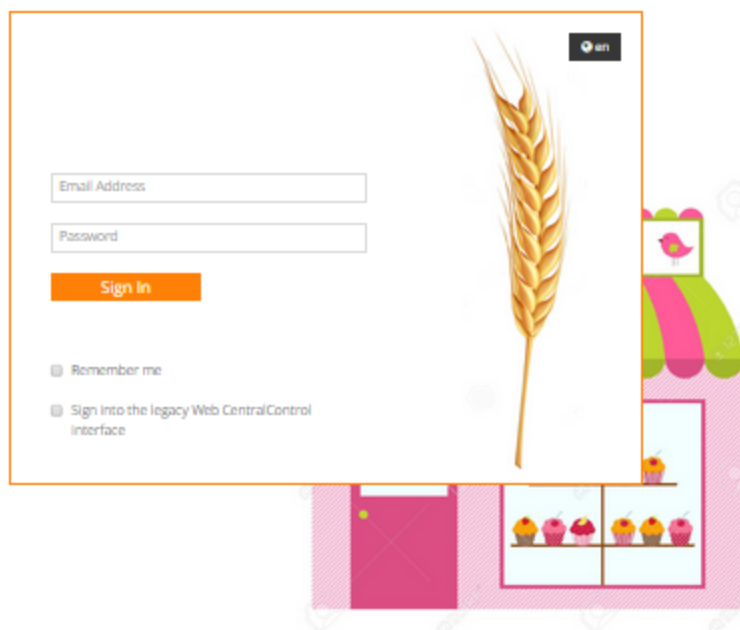 en
Email Address
Password
Sign In
Remember me
Sign into the legacy Web CentralControl
interface